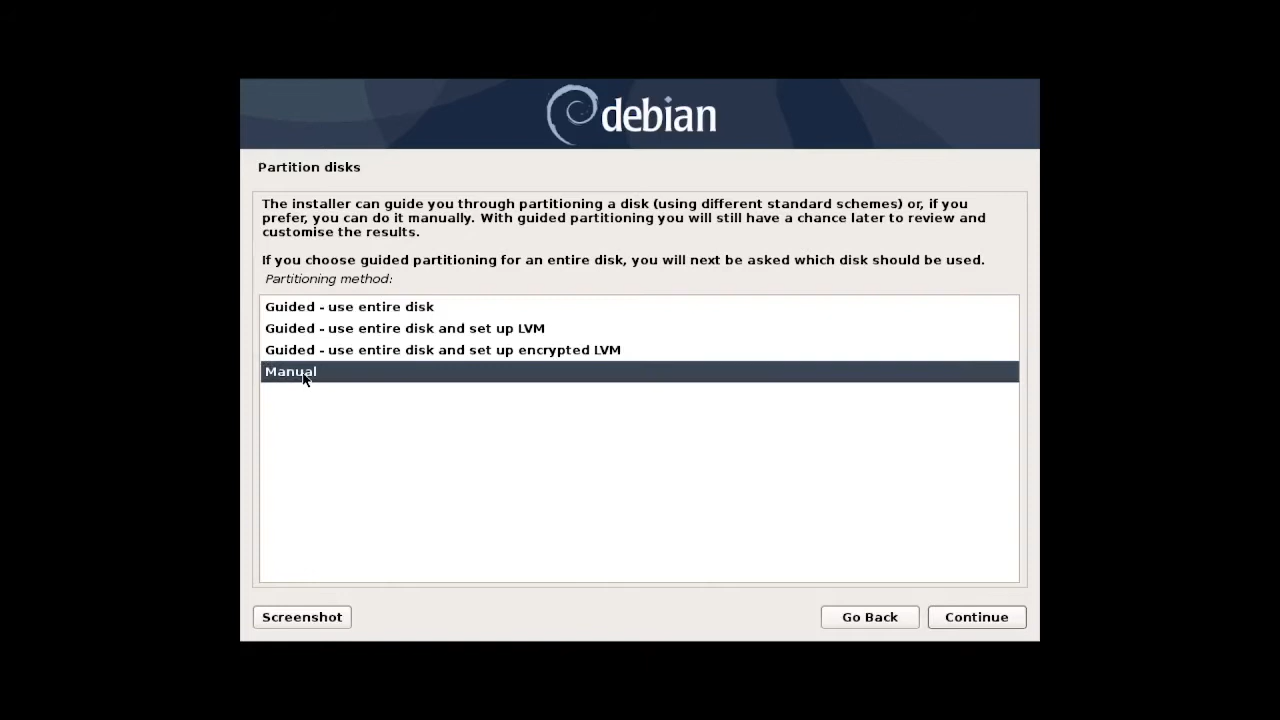 debian
Partition disks
The installer can guide you through partitioning a disk (using different standard schemes) or, if you
prefer, you can do it manually. With guided partitioning you will still have a chance later to review and
customise the results.
If you choose guided partitioning for an entire disk, you will next be asked which disk should be used.
Partitioning method:
Guided - use entire disk
Guided - use entire disk and set up LVM
Guided - use entire disk and set up encrypted LVM
Manual
Screenshot
Go Back
Continue